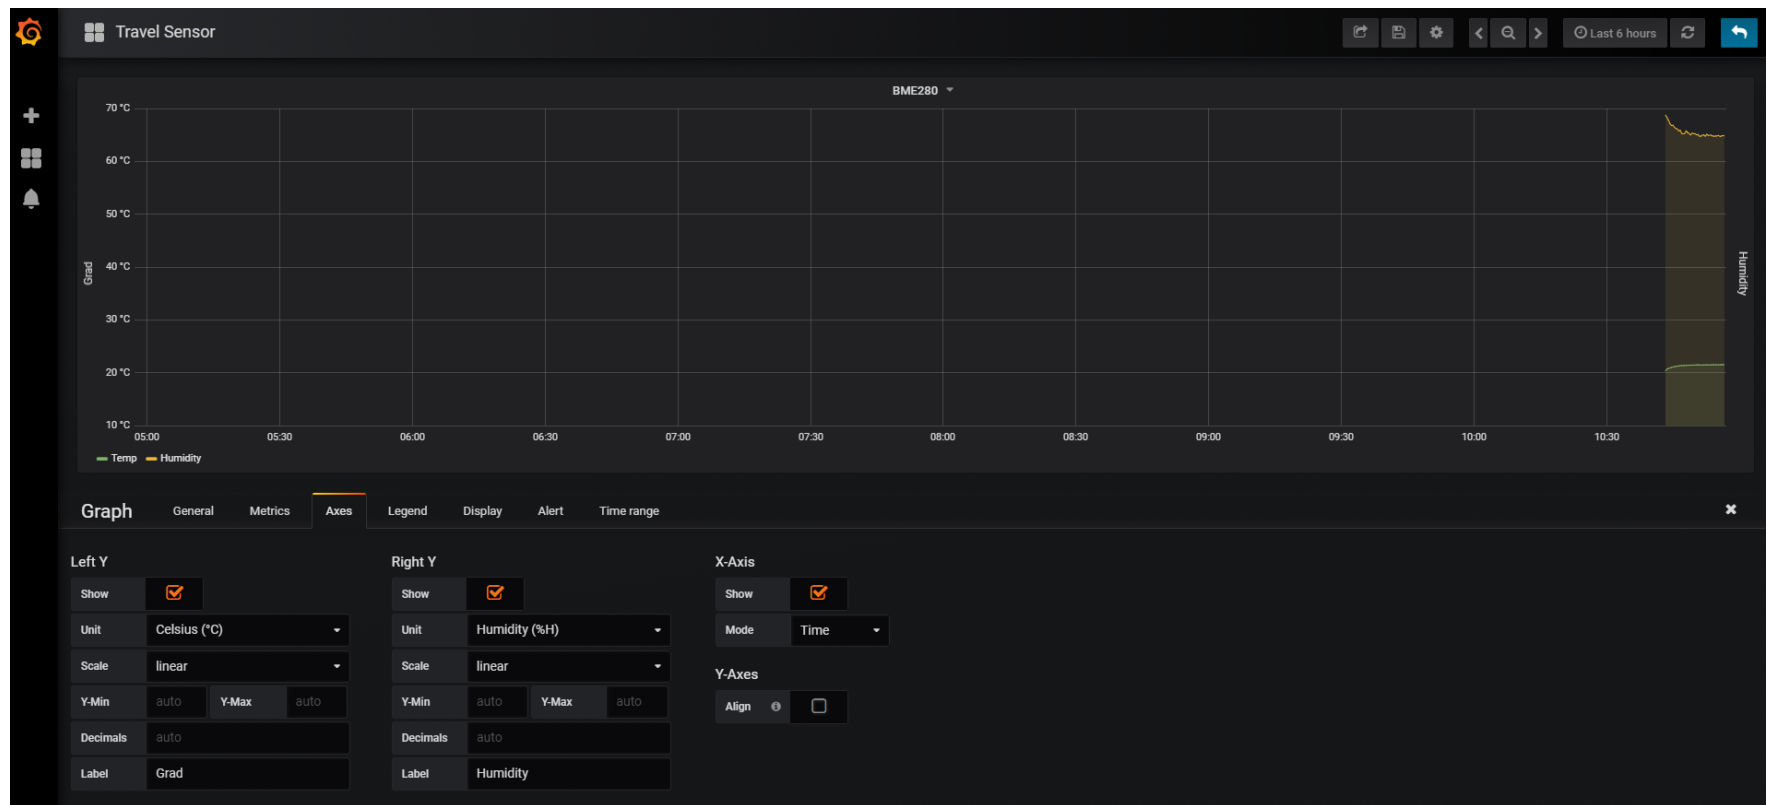 Travel Sensor
Last 6 hours
BME280
70 °C
60 °C
50 °C
40 °C
30 °C
20 °C
10 °C
Grad
Humidity
05:00 05:30 06:00 06:30 07:00 07:30 08:00 08:30 09:00 09:30 10:00 10:30
Temp Humidity
Graph General Metrics Axes Legend Display Alert Time range
Left Y Right Y X-Axis
Show Show Show
Unit Celsius (°C) Unit Humidity (%H) Mode Time
Scale linear Scale linear
Y-Axes
Y-Min auto Y-Max auto Y-Min auto Y-Max auto Align
Decimals auto Decimals auto
Label Grad Label Humidity